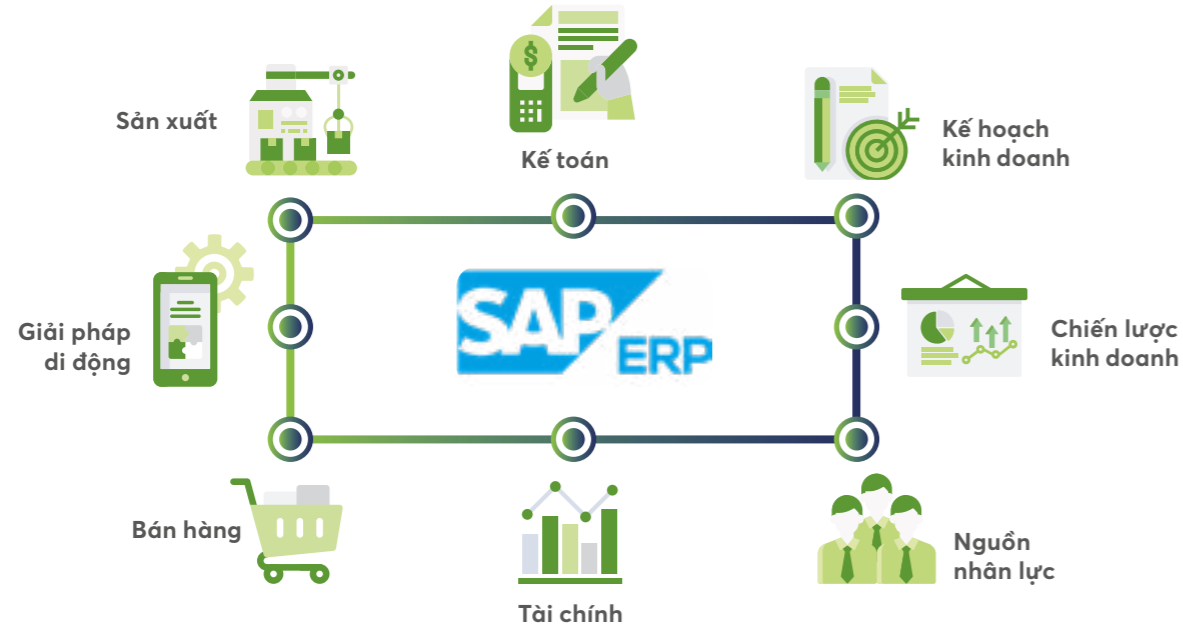 Sản xuất
Kế toán
Kế hoạch
kinh doanh
Giải pháp
di động
SAP
ERP
Chiến lược
kinh doanh
Bán hàng
Tài chính
Nguồn
nhân lực
$